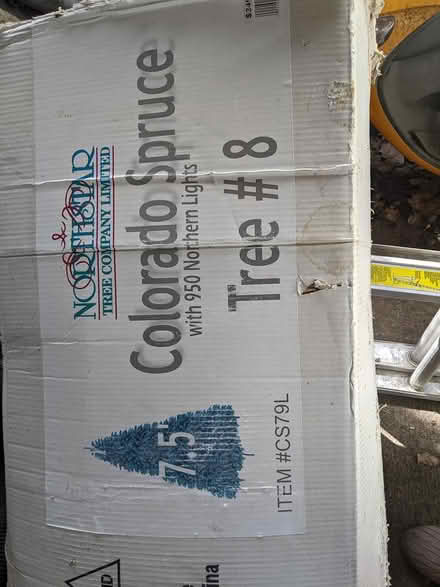 NORTHSTAR
TREE COMPANY LIMITED
Colorado Spruce
with 950 Northern Lights
Tree # 8
7.5'
ITEM #CS79L